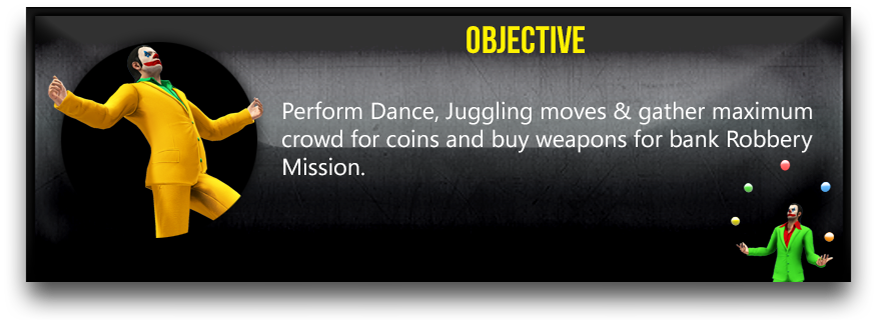 OBJECTIVE
Perform Dance, Juggling moves & gather maximum
crowd for coins and buy weapons for bank Robbery
Mission.